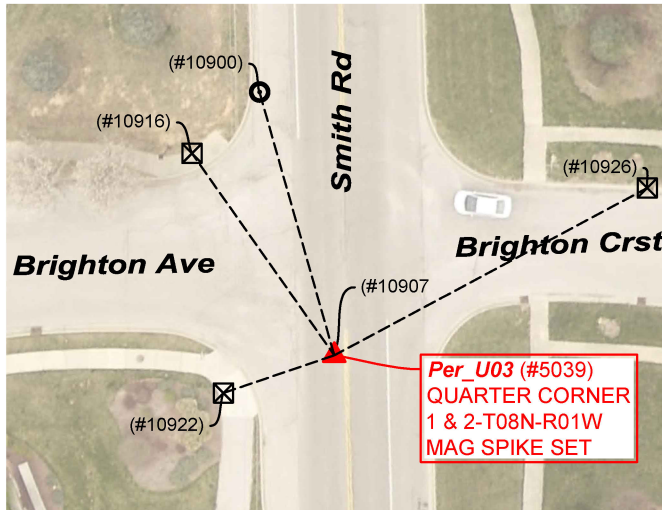 (#10900)
Smith Rd
(#10916)
(#10926)
Brighton Ave
Brighton Crst
(#10907
Per_U03 (#5039)
QUARTER CORNER
1 & 2-T08N-R01W
MAG SPIKE SET
(#10922)